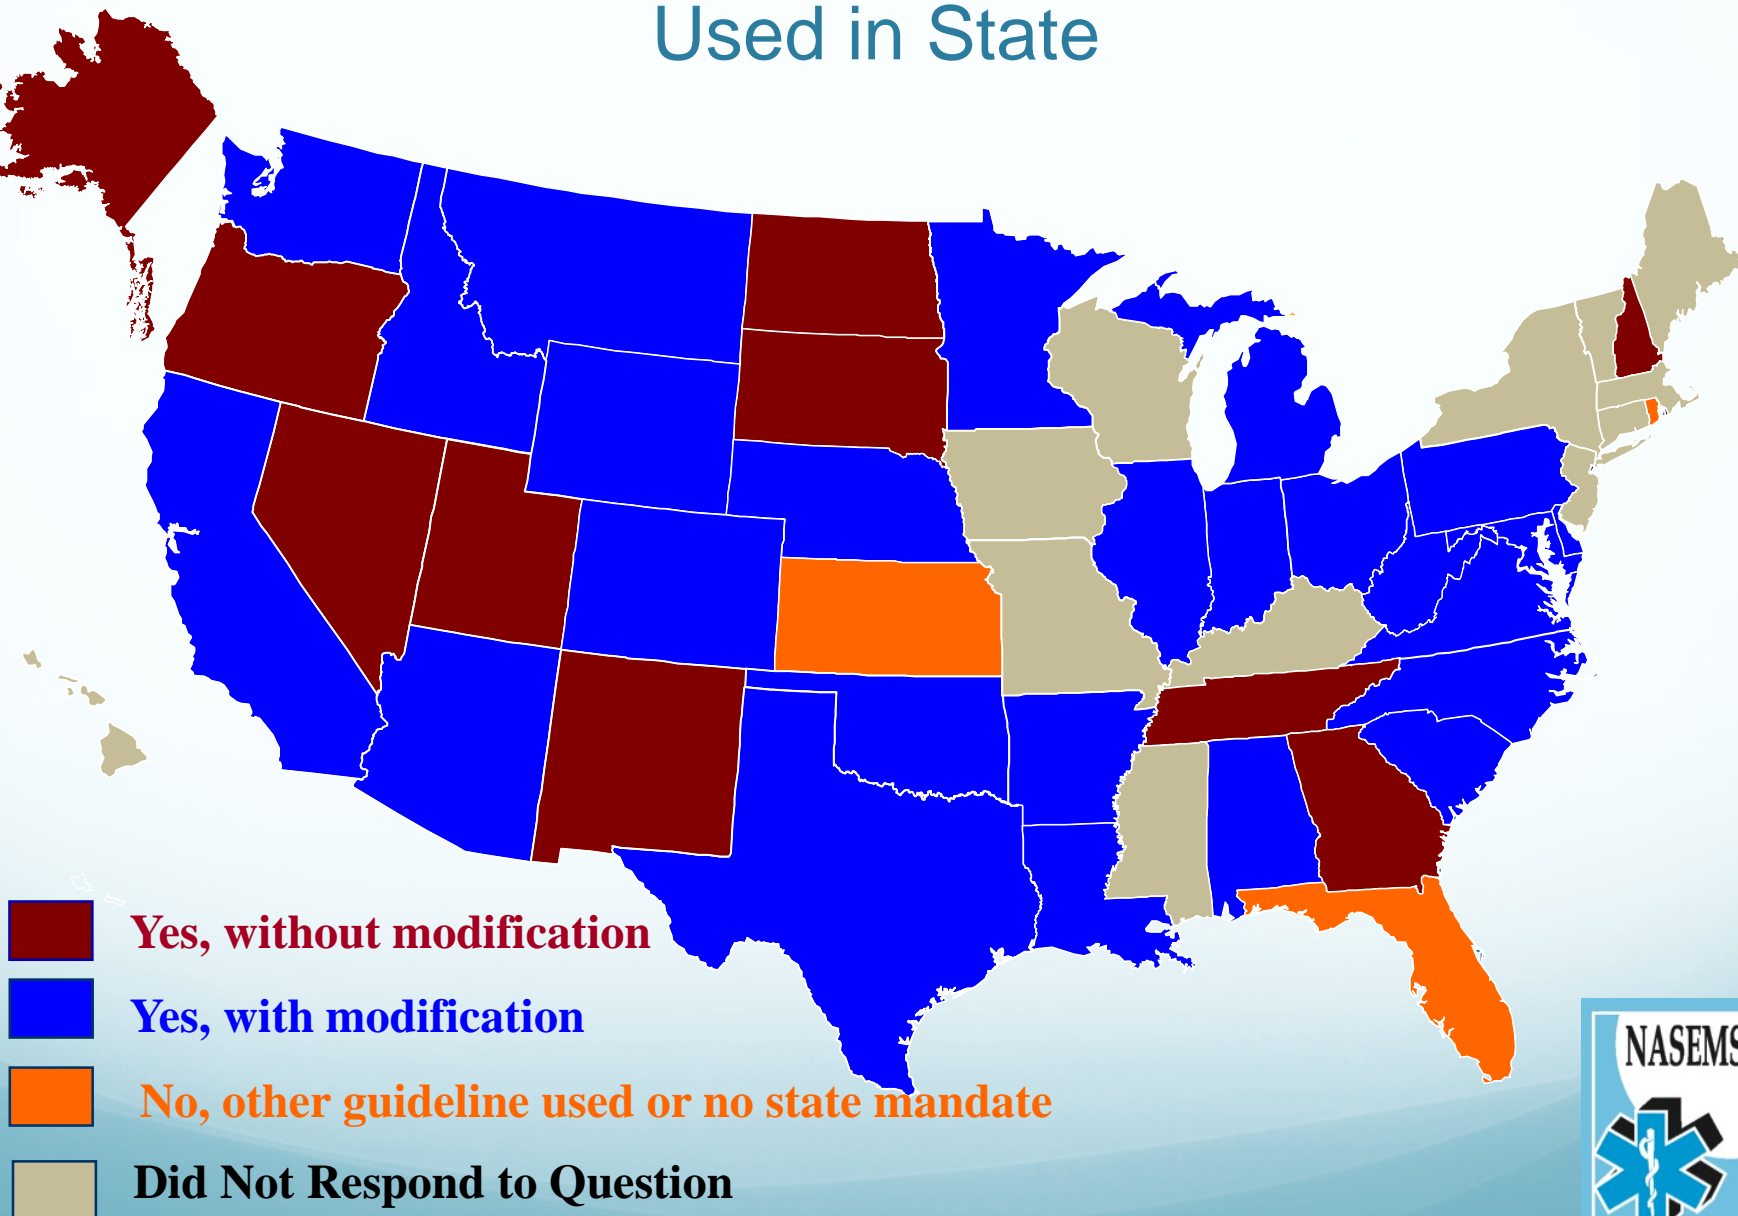 Used in State
Yes, without modification
Yes, with modification
No, other guideline used or no state mandate
Did Not Respond to Question
NASEMS